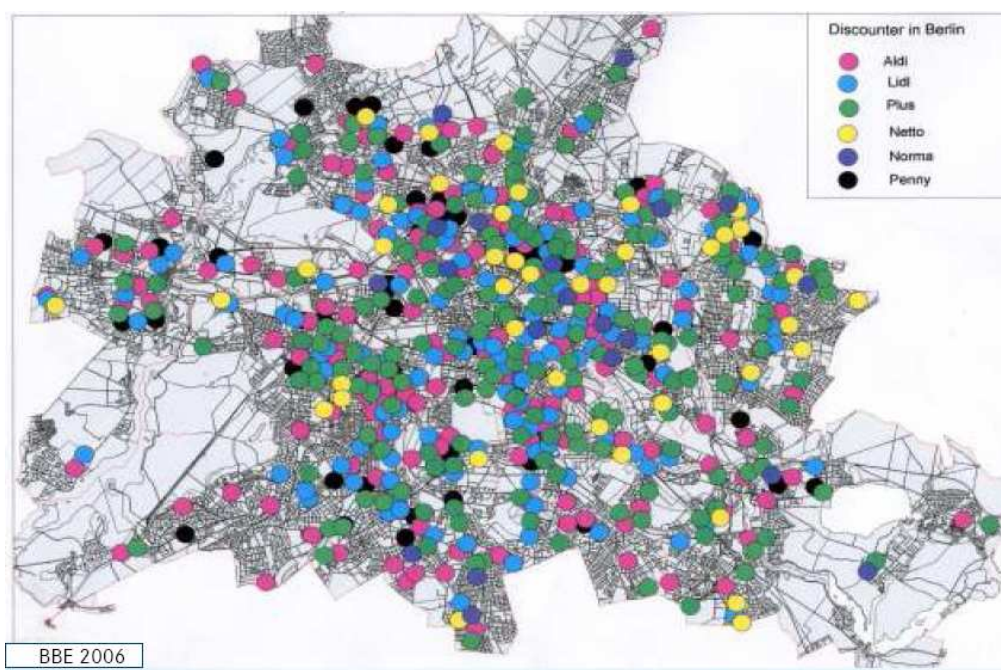 Discounter in Berlin
Aldi
Lidl
Plus
Netto
Norma
Penny
BBE 2006